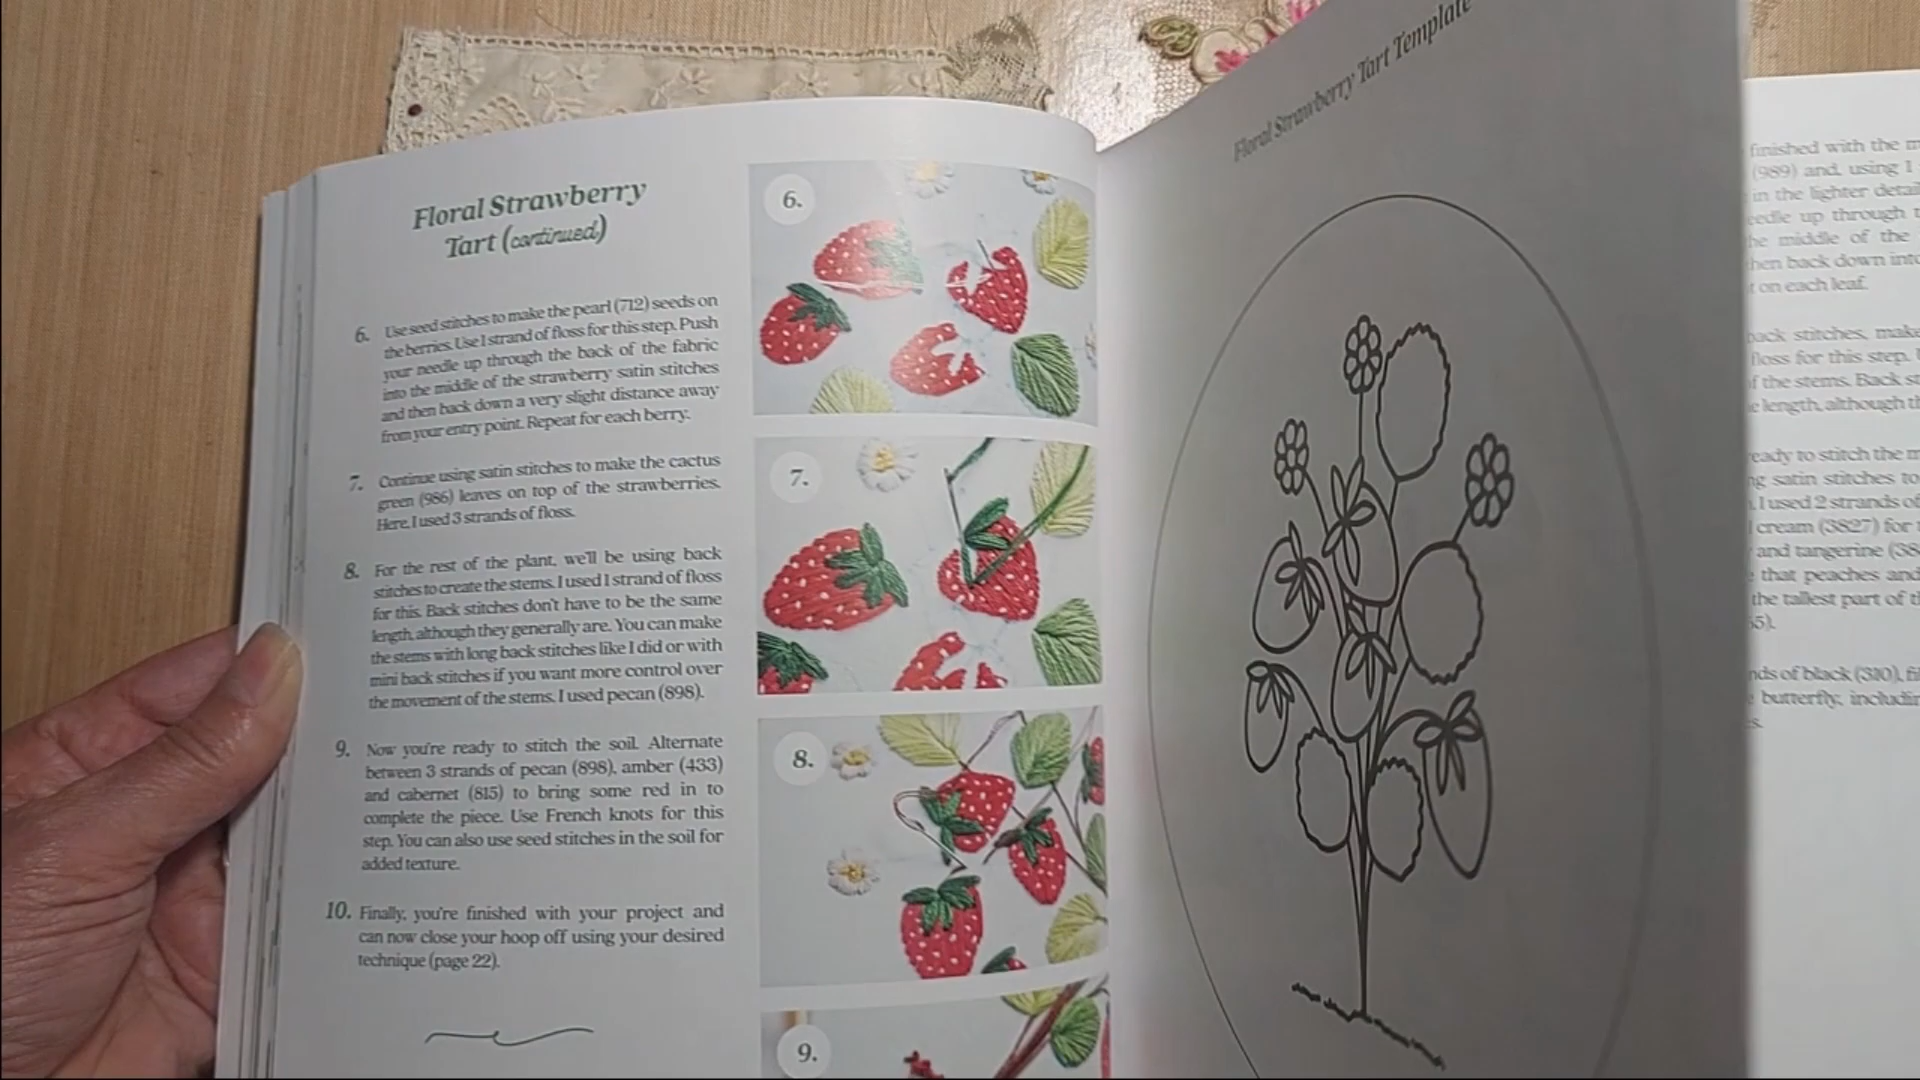 Floral Strawberry
Tart (continued)
6. Use seed stitches to make the pearl (712) seeds on
the berries. Use 1 strand of floss for this step. Push
your needle up through the back of the fabric
into the middle of the strawberry satin stitches
and then back down a very slight distance away
from your entry point. Repeat for each berry.
7. Continue using satin stitches to make the cactus
green (986) leaves on top of the strawberries.
Here, I used 3 strands of floss.
8. For the rest of the plant, we'll be using back
stitches to create the stems. I used 1 strand of floss
for this. Back stitches don't have to be the same
length, although they generally are. You can make
the stems with long back stitches like I did or with
mini back stitches if you want more control over
the movement of the stems. I used pecan (898).
9. Now you're ready to stitch the soil. Alternate
between 3 strands of pecan (898), amber (433)
and cabernet (815) to bring some red in to
complete the piece. Use French knots for this
step. You can also use seed stitches in the soil for
added texture.
10. Finally, you're finished with your project and
can now close your hoop off using your desired
technique (page 22).
6.
7.
8.
9.
Floral Strawberry Tart Template
finished with the
(989) and, using 1
in the lighter
up through
middle of the
back down into
on each leaf.
back stitches, make
floss for this step.
of the stems. Back
length, although
to stitch the
satin stitches to
I used 2 strands of
cream (3827) for
and tangerine
that peaches and
the tallest part of
of black (310),
butterfly,